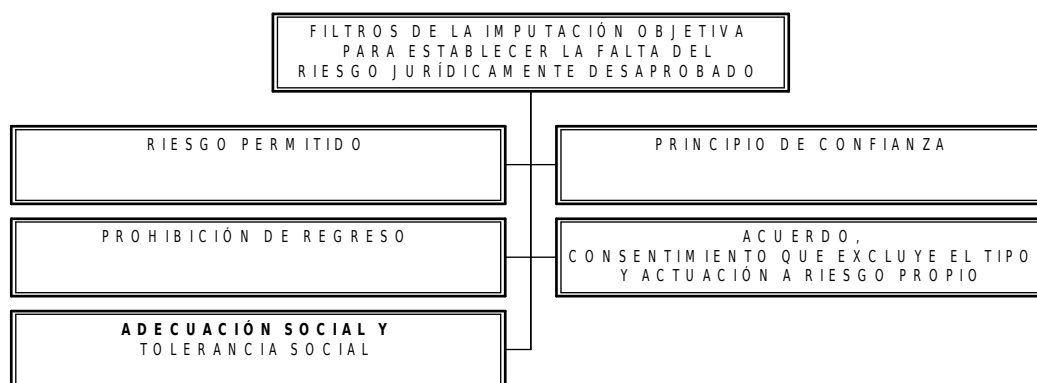 FILTROS DE LA IMPUTACIÓN OBJETIVA
PARA ESTABLECER LA FALTA DEL
RIESGO JURÍDICAMENTE DESAPROBADO
RIESGO PERMITIDO
PRINCIPIO DE CONFIANZA
PROHIBICIÓN DE REGRESO
ACUERDO,
CONSENTIMIENTO QUE EXCLUYE EL TIPO
Y ACTUACIÓN A RIESGO PROPIO
ADECUACIÓN SOCIAL Y
TOLERANCIA SOCIAL